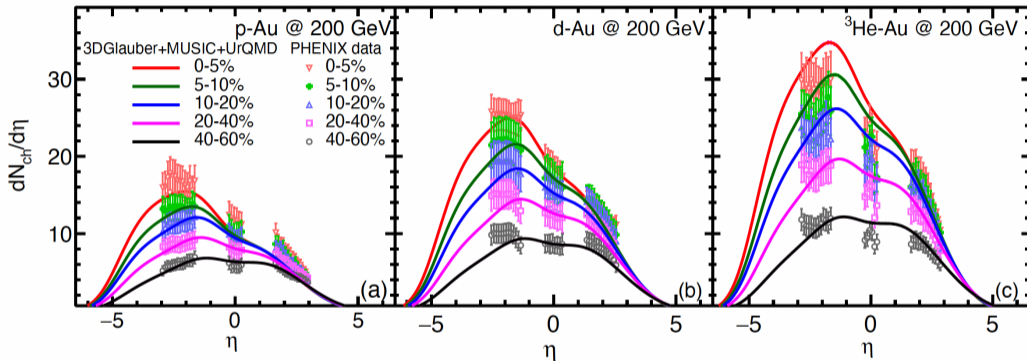 p-Au @ 200 GeV
3DGlauber+MUSIC+UrQMD PHENIX data
0-5% 0-5%
5-10% 5-10%
10-20% 10-20%
20-40% 20-40%
40-60% 40-60%
dN_ch/dη
30
20
10
(a)
−5 0 5
η
d-Au @ 200 GeV
(b)
−5 0 5
η
³He-Au @ 200 GeV
(c)
−5 0 5
η